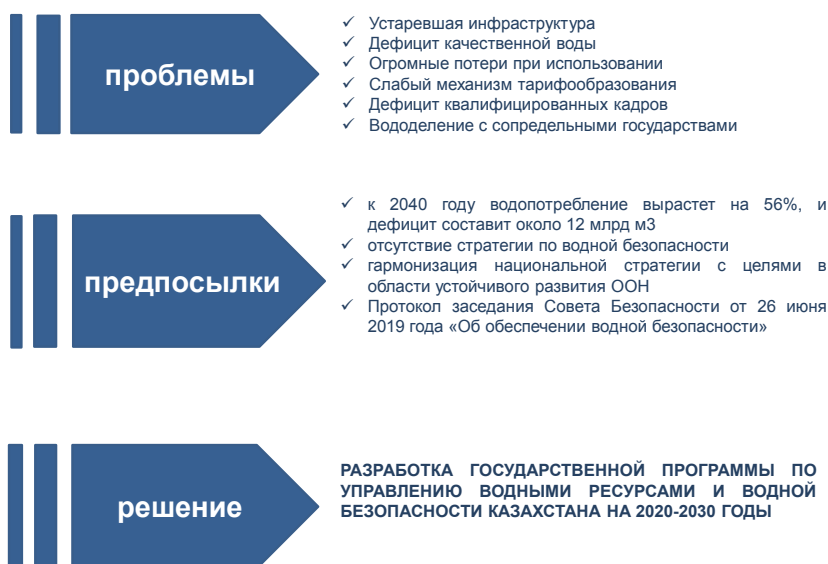 проблемы
✓ Устаревшая инфраструктура
✓ Дефицит качественной воды
✓ Огромные потери при использовании
✓ Слабый механизм тарифообразования
✓ Дефицит квалифицированных кадров
✓ Вододеление с сопредельными государствами
предпосылки
✓ к 2040 году водопотребление вырастет на 56%, и
дефицит составит около 12 млрд м3
✓ отсутствие стратегии по водной безопасности
✓ гармонизация национальной стратегии с целями в
области устойчивого развития ООН
✓ Протокол заседания Совета Безопасности от 26 июня
2019 года «Об обеспечении водной безопасности»
решение
РАЗРАБОТКА ГОСУДАРСТВЕННОЙ ПРОГРАММЫ ПО
УПРАВЛЕНИЮ ВОДНЫМИ РЕСУРСАМИ И ВОДНОЙ
БЕЗОПАСНОСТИ КАЗАХСТАНА НА 2020-2030 ГОДЫ